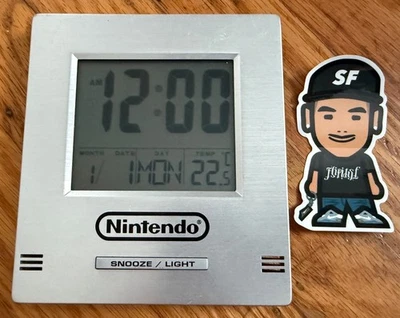 SF
AM 12:00
MONTH DATE DAY TEMP °C
1/ 1 MON 22.5
Nintendo®
SNOOZE / LIGHT